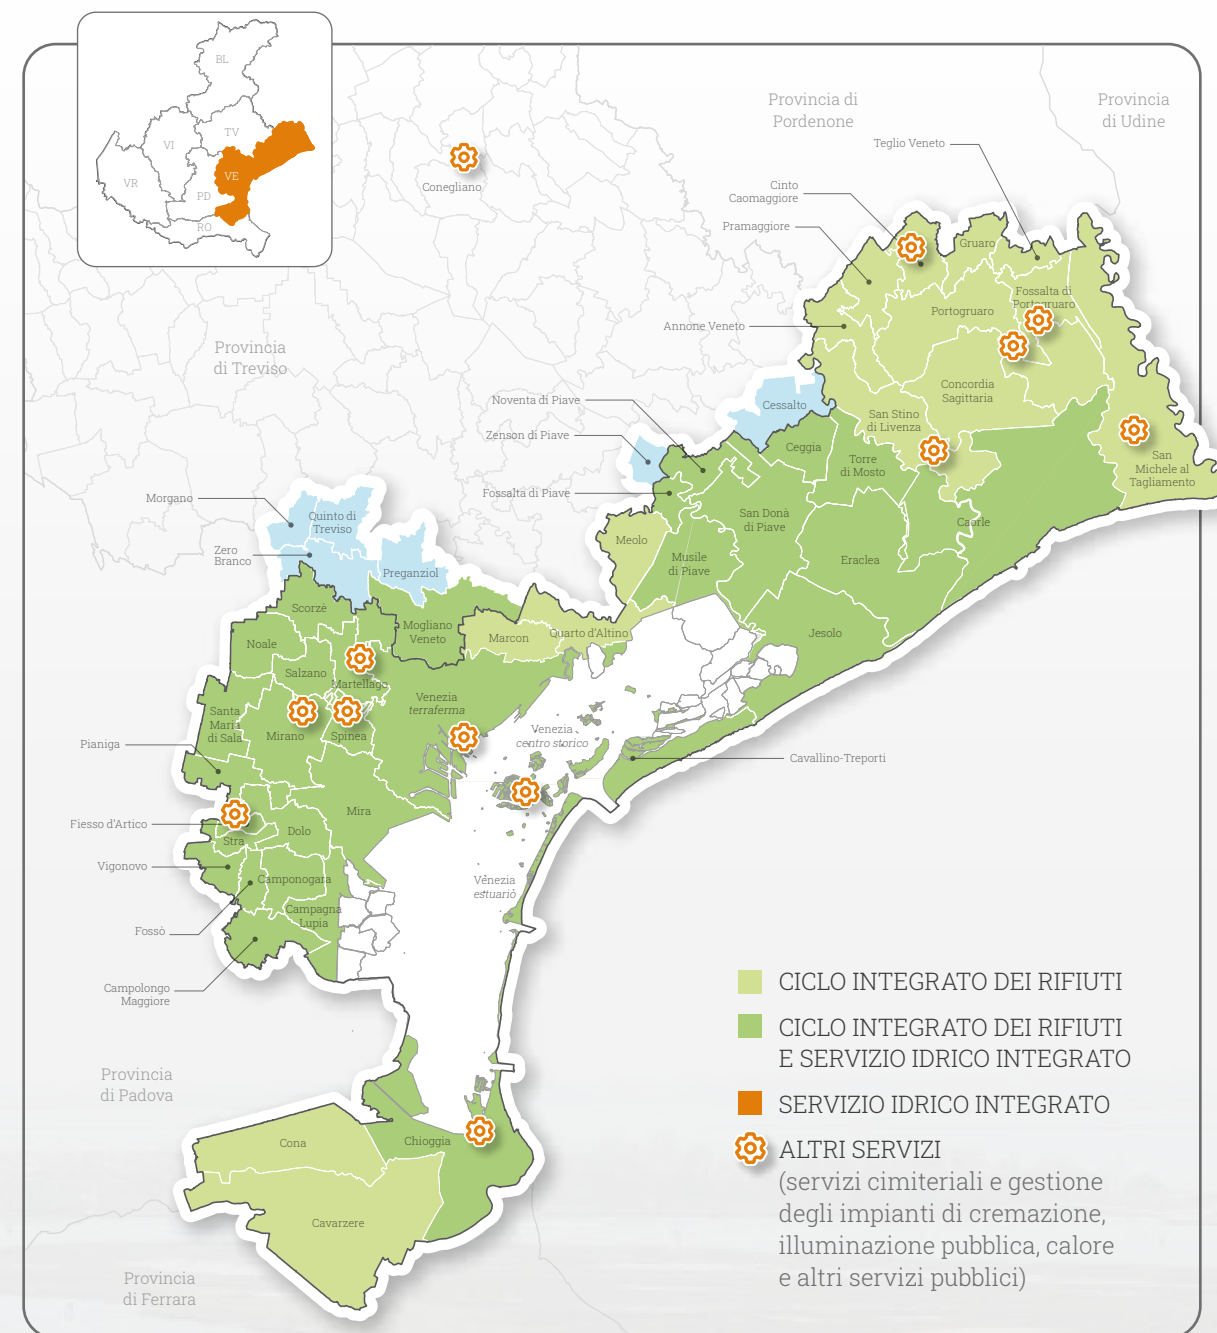 BL
TV
VI
VR
VE
PD
RO
Provincia di
Pordenone
Provincia
di Udine
Teglio Veneto
Conegliano
Cinto
Caomaggiore
Pramaggiore
Gruaro
Fossalta di
Portogruaro
Portogruaro
Annone Veneto
Provincia
di Treviso
Concordia
Sagittaria
Noventa di Piave
Cessalto
San Stino
di Livenza
Zenson di Piave
Ceggia
Torre
di Mosto
San
Michele al
Tagliamento
Fossalta di Piave
Morgano
Quinto di
Treviso
San Donà
di Piave
Caorle
Meolo
Zero
Branco
Musile
di Piave
Eraclea
Preganziol
Scorzè
Mogliano
Veneto
Marcon
Quarto d'Altino
Jesolo
Noale
Salzano
Martellago
Venezia
terraferma
Santa
Maria
di Sala
Mirano
Spinea
Venezia
centro storico
Pianiga
Cavallino-Treporti
Mira
Fiesso d'Artico
Dolo
Stra
Vigonovo
Camponogara
Venezia
estuario
Campagna
Lupia
Fossò
Campolongo
Maggiore
CICLO INTEGRATO DEI RIFIUTI
CICLO INTEGRATO DEI RIFIUTI
E SERVIZIO IDRICO INTEGRATO
SERVIZIO IDRICO INTEGRATO
ALTRI SERVIZI
(servizi cimiteriali e gestione
degli impianti di cremazione,
illuminazione pubblica, calore
e altri servizi pubblici)
Provincia
di Padova
Cona
Chioggia
Cavarzere
Provincia
di Ferrara